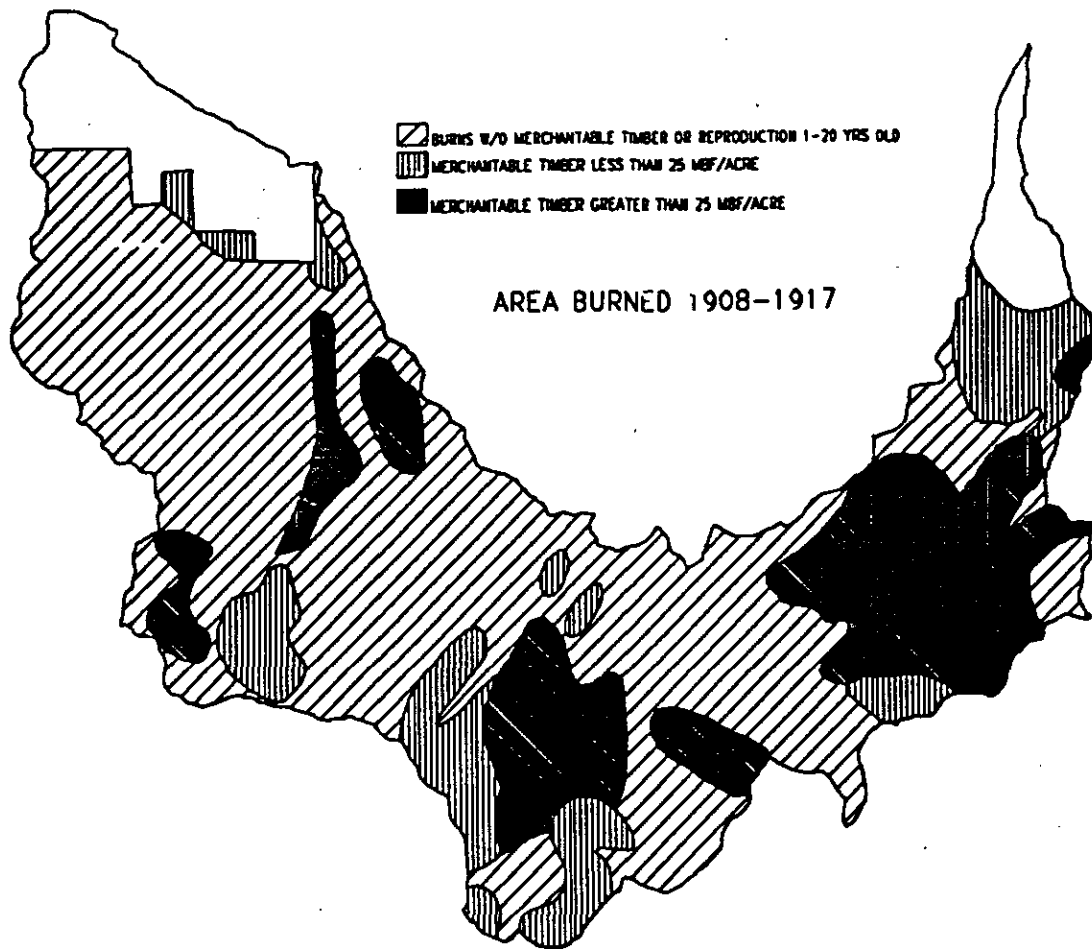 BURNS W/O MERCHANTABLE TIMBER OR REPRODUCTION 1-20 YRS OLD
MERCHANTABLE TIMBER LESS THAN 25 MBF/ACRE
MERCHANTABLE TIMBER GREATER THAN 25 MBF/ACRE
AREA BURNED 1908-1917